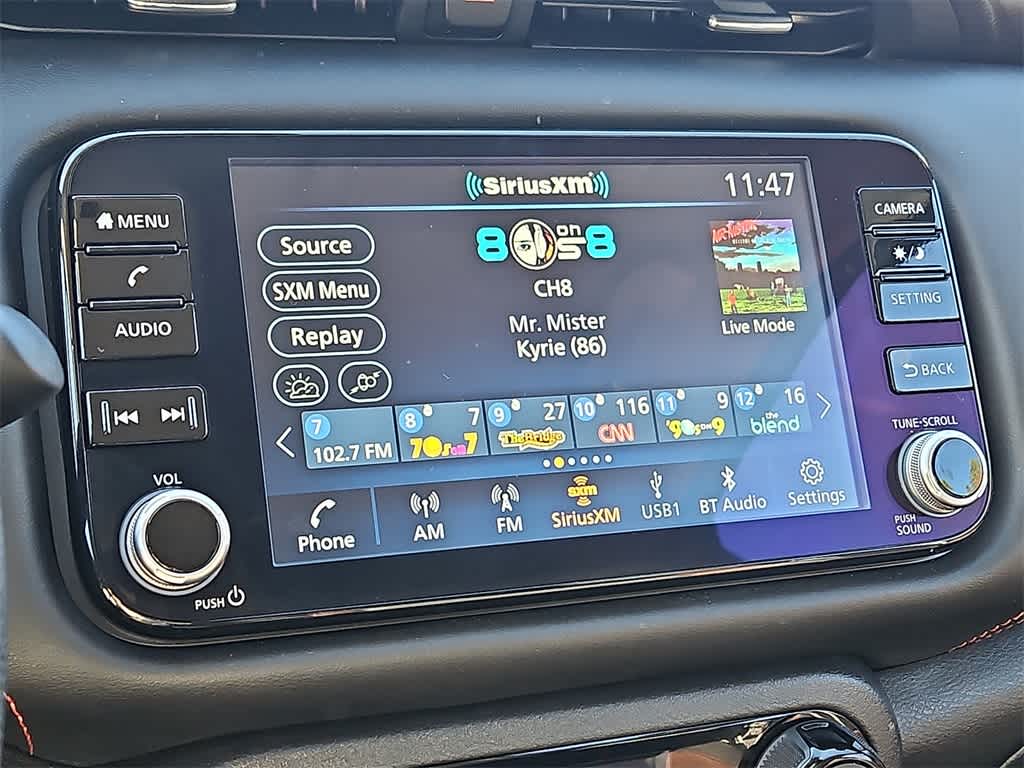 MENU
AUDIO
VOL
PUSH
SiriusXM
11:47
Source
SXM Menu
Replay
80s on 8
CH8
Mr. Mister
Kyrie (86)
Live Mode
7
102.7 FM
8
7
70s on 7
9
27
The Bridge
10
116
CNN
11
9
'90s ON 9
12
16
the
blend
Phone
AM
FM
sxm
SiriusXM
USB1
BT Audio
Settings
CAMERA
SETTING
BACK
TUNE·SCROLL
PUSH
SOUND